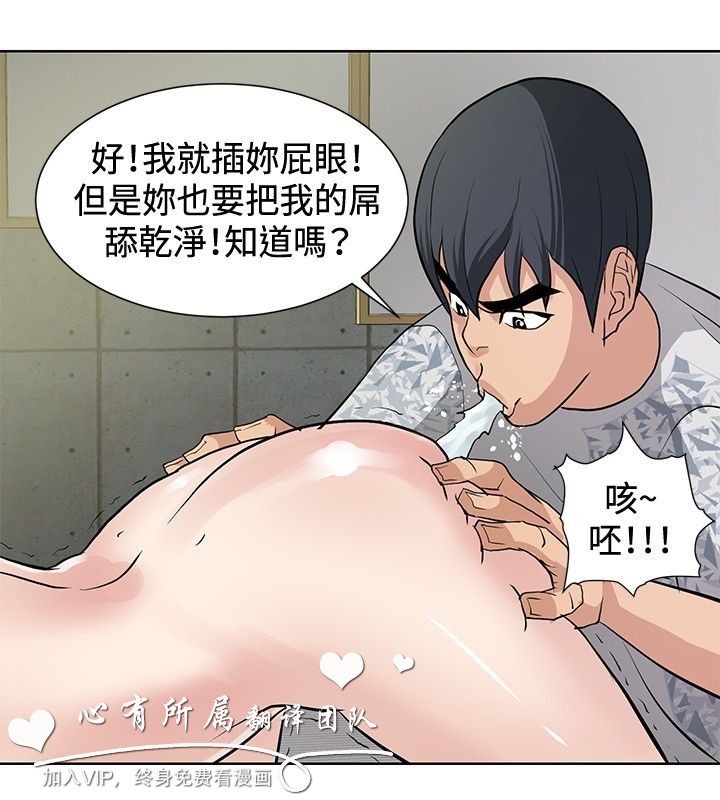 好!我就插妳屁眼!
但是妳也要把我的屌
舔乾淨!知道嗎?
咳~
呸!!!
心有所属翻译团队
加入VIP，终身免费看漫画